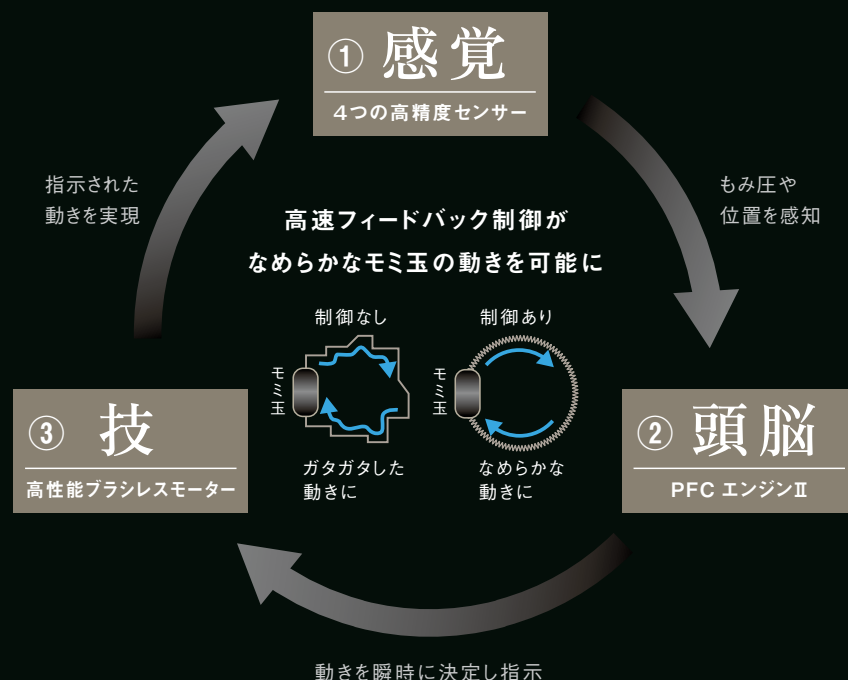 ① 感覚
4つの高精度センサー
指示された
動きを実現
もみ圧や
位置を感知
高速フィードバック制御が
なめらかなモミ玉の動きを可能に
制御なし
モミ玉
ガタガタした
動きに
制御あり
モミ玉
なめらかな
動きに
③ 技
高性能ブラシレスモーター
② 頭脳
PFC エンジンⅡ
動きを瞬時に決定し指示